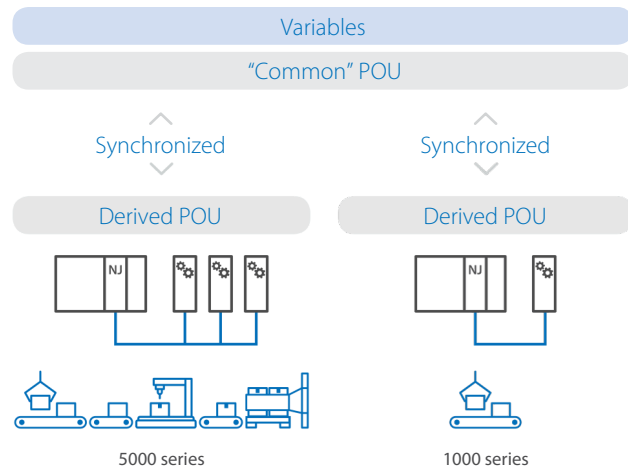 Variables
“Common” POU
Synchronized
Synchronized
Derived POU
Derived POU
NJ
NJ
5000 series
1000 series